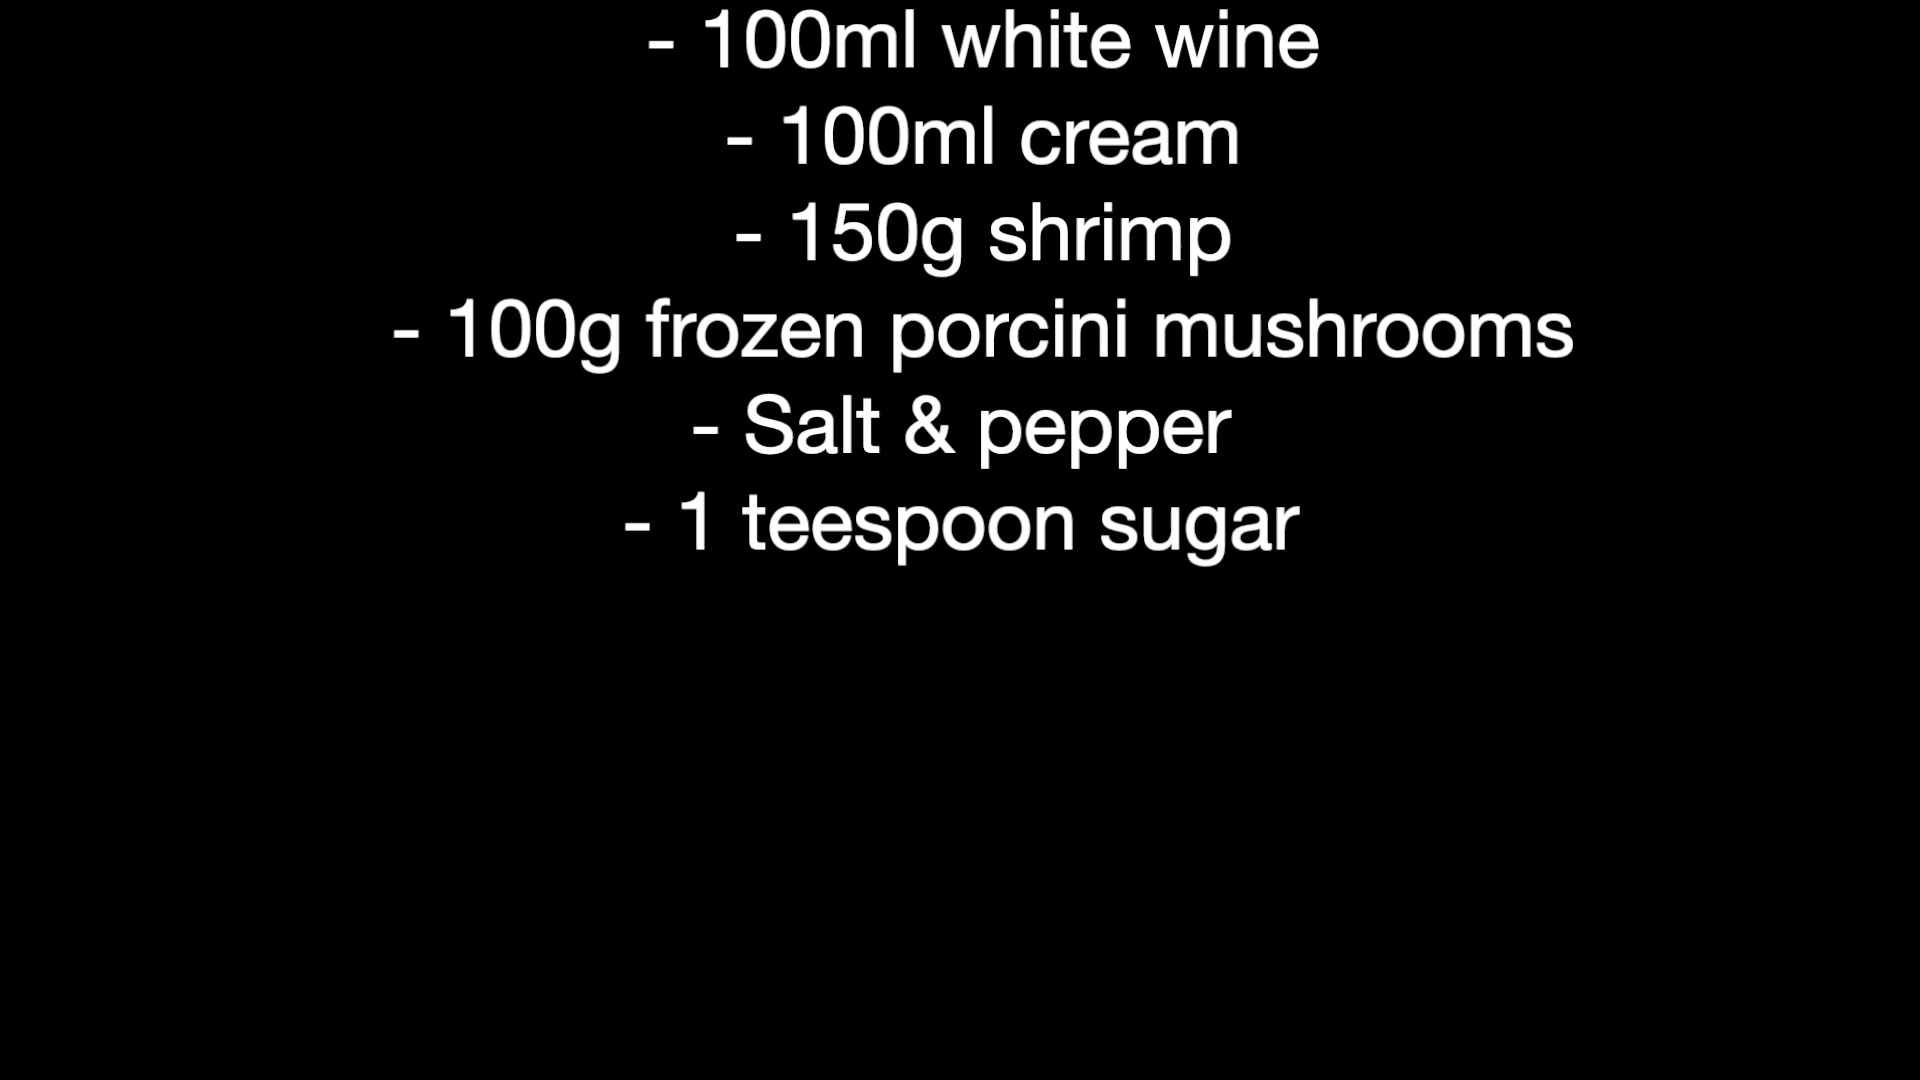 - 100ml white wine
- 100ml cream
- 150g shrimp
- 100g frozen porcini mushrooms
- Salt & pepper
- 1 teespoon sugar